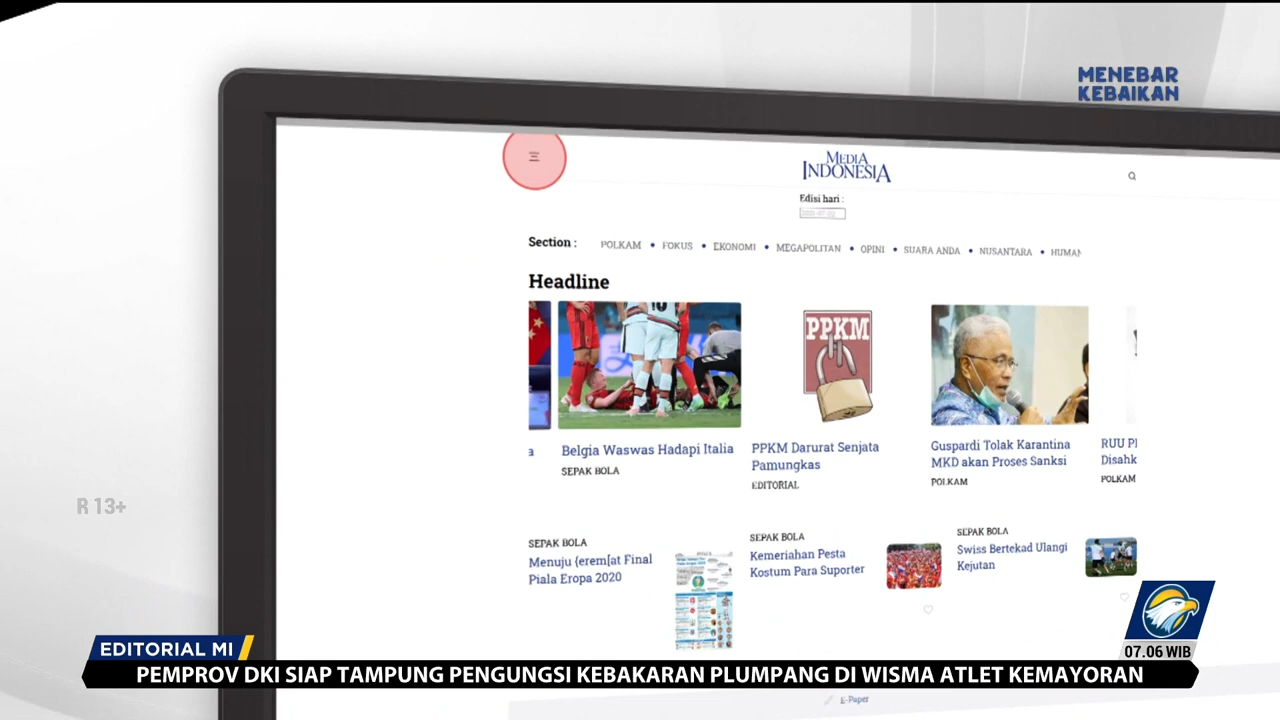 MENEBAR
KEBAIKAN
MEDIA
INDONESIA
Edisi hari :
Section :
POLKAM • FOKUS • EKONOMI • MEGAPOLITAN • OPINI • SUARA ANDA • NUSANTARA • HUMAN
Headline
PPKM
a
Belgia Waswas Hadapi Italia
SEPAK BOLA
PPKM Darurat Senjata
Pamungkas
EDITORIAL
Guspardi Tolak Karantina
MKD akan Proses Sanksi
POLKAM
RUU P
Disahk
POLKAM
R 13+
SEPAK BOLA
Menuju {erem[at Final
Piala Eropa 2020
SEPAK BOLA
Kemeriahan Pesta
Kostum Para Suporter
SEPAK BOLA
Swiss Bertekad Ulangi
Kejutan
EDITORIAL MI
07.06 WIB
PEMPROV DKI SIAP TAMPUNG PENGUNGSI KEBAKARAN PLUMPANG DI WISMA ATLET KEMAYORAN
E-Paper